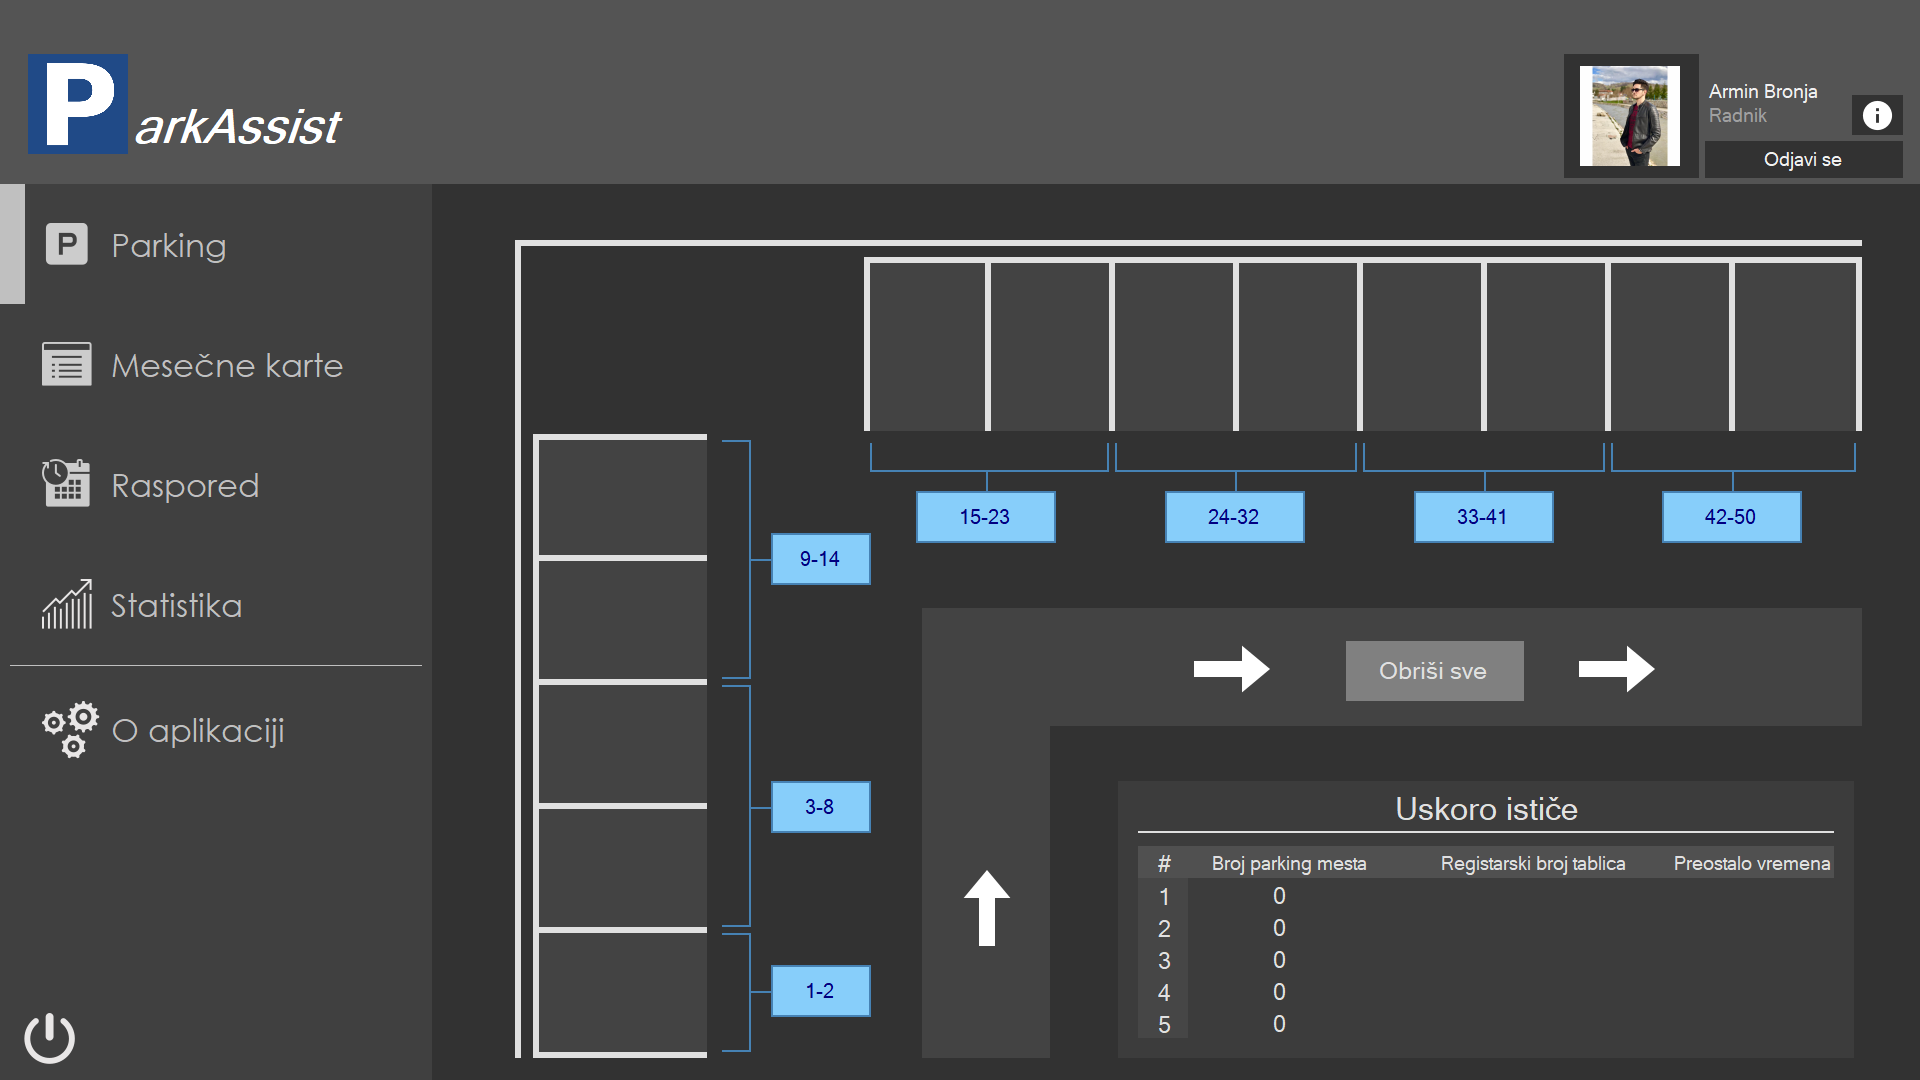 ParkAssist
Armin Bronja
Radnik
Odjavi se
Parking
Mesečne karte
Raspored
Statistika
O aplikaciji
15-23
24-32
33-41
42-50
9-14
3-8
1-2
Obriši sve
Uskoro ističe
# Broj parking mesta Registarski broj tablica Preostalo vremena
1 0
2 0
3 0
4 0
5 0